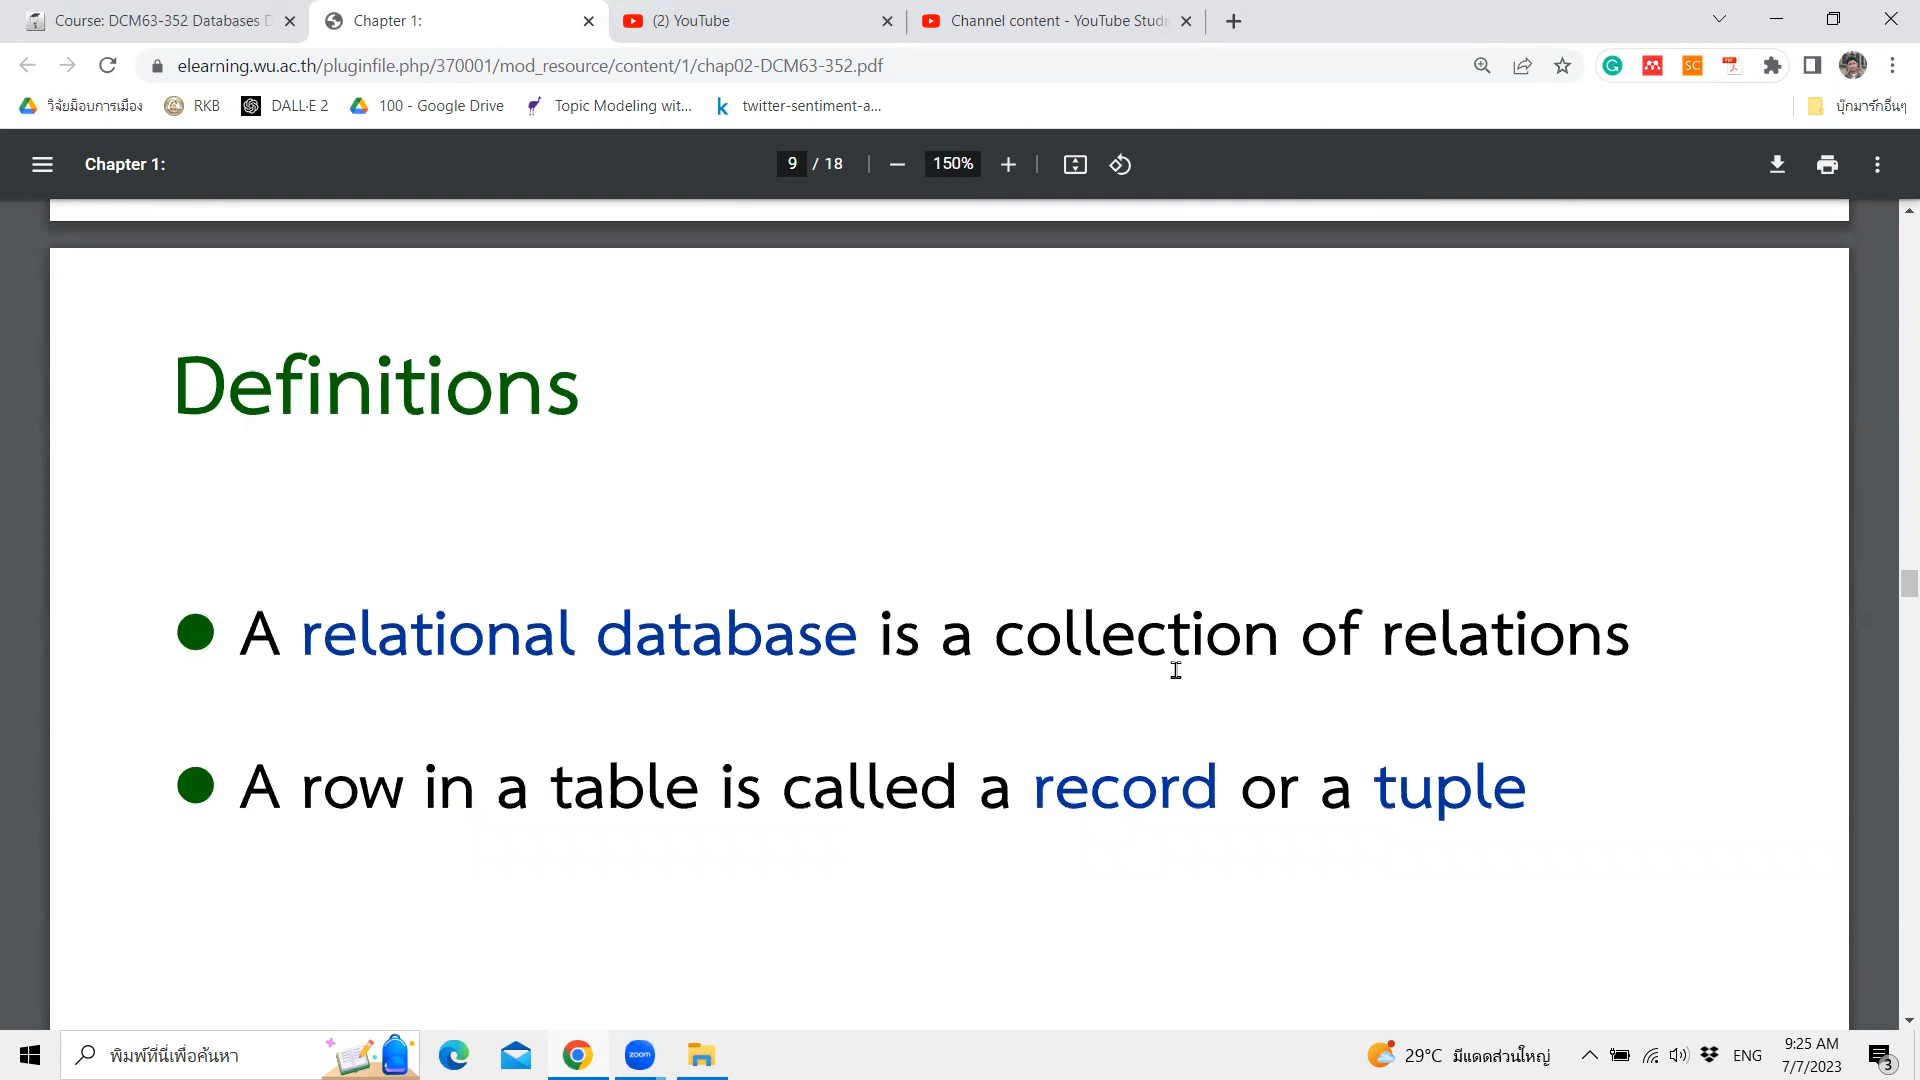 Course: DCM63-352 Databases D
Chapter 1:
(2) YouTube
Channel content - YouTube Studi
elearning.wu.ac.th/pluginfile.php/370001/mod_resource/content/1/chap02-DCM63-352.pdf
วิจัยม็อบการเมือง
RKB
DALL·E 2
100 - Google Drive
Topic Modeling wit...
twitter-sentiment-a...
บุ๊กมาร์กอื่นๆ
Chapter 1:
9 / 18
150%
Definitions
A relational database is a collection of relations
A row in a table is called a record or a tuple
พิมพ์ที่นี่เพื่อค้นหา
zoom
29°C มีแดดส่วนใหญ่
ENG
9:25 AM
7/7/2023
3